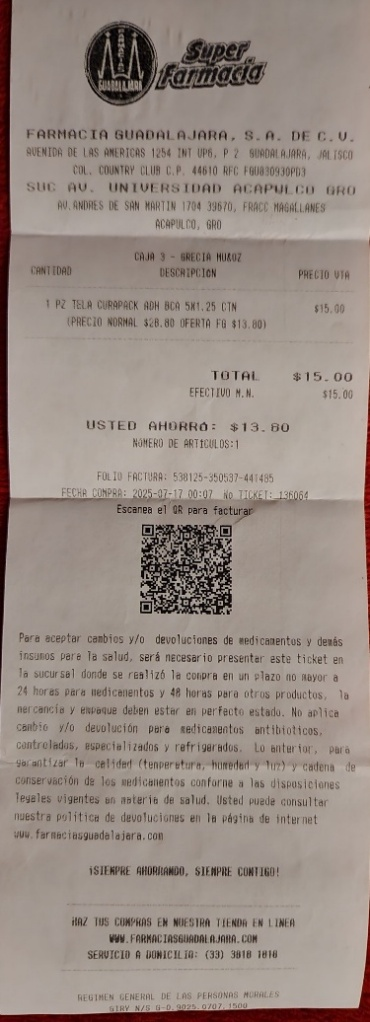 FARMACIAS
GUADALAJARA
Super
Farmacia
FARMACIA GUADALAJARA, S.A. DE C.V.
AVENIDA DE LAS AMERICAS 1254 INT UP6, P 2 GUADALAJARA, JALISCO
COL. COUNTRY CLUB C.P. 44610 RFC FGU830930PD3
SUC AV. UNIVERSIDAD ACAPULCO GRO
AV.ANDRES DE SAN MARTIN 1704 33670, FRACC MAGALLANES
ACAPULCO, GRO
CAJA 3 - GRECIA MUñOZ
CANTIDAD DESCRIPCION PRECIO VTA
1 PZ TELA CURAPACK ADH BCA 5X1.25 CTN $15.00
(PRECIO NORMAL $28.80 OFERTA FG $13.80)
TOTAL $15.00
EFECTIVO M.N. $15.00
USTED AHORRO: $13.80
NUMERO DE ARTICULOS:1
FOLIO FACTURA: 538125-350537-441485
FECHA COMPRA: 2025-07-17 00:07 No TICKET: 136064
Escanea el QR para facturar
Para aceptar cambios y/o devoluciones de medicamentos y demás
insumos para la salud, será necesario presentar este ticket en
la sucursal donde se realizó la compra en un plazo no mayor a
24 horas para medicamentos y 48 horas para otros productos, la
mercancía y empaque deben estar en perfecto estado. No aplica
cambio y/o devolución para medicamentos antibioticos,
controlados, especializados y refrigerados. Lo anterior, para
garantizar la calidad (temperatura, humedad y luz) y cadena de
conservación de los medicamentos conforme a las disposiciones
legales vigentes en materia de salud. Usted puede consultar
nuestra política de devoluciones en la página de internet
www.farmaciasguadalajara.com
¡SIEMPRE AHORRANDO, SIEMPRE CONTIGO!
HAZ TUS COMPRAS EN NUESTRA TIENDA EN LINEA
WWW.FARMACIASGUADALAJARA.COM
SERVICIO A DOMICILIO: (33) 3818 1818
REGIMEN GENERAL DE LAS PERSONAS MORALES